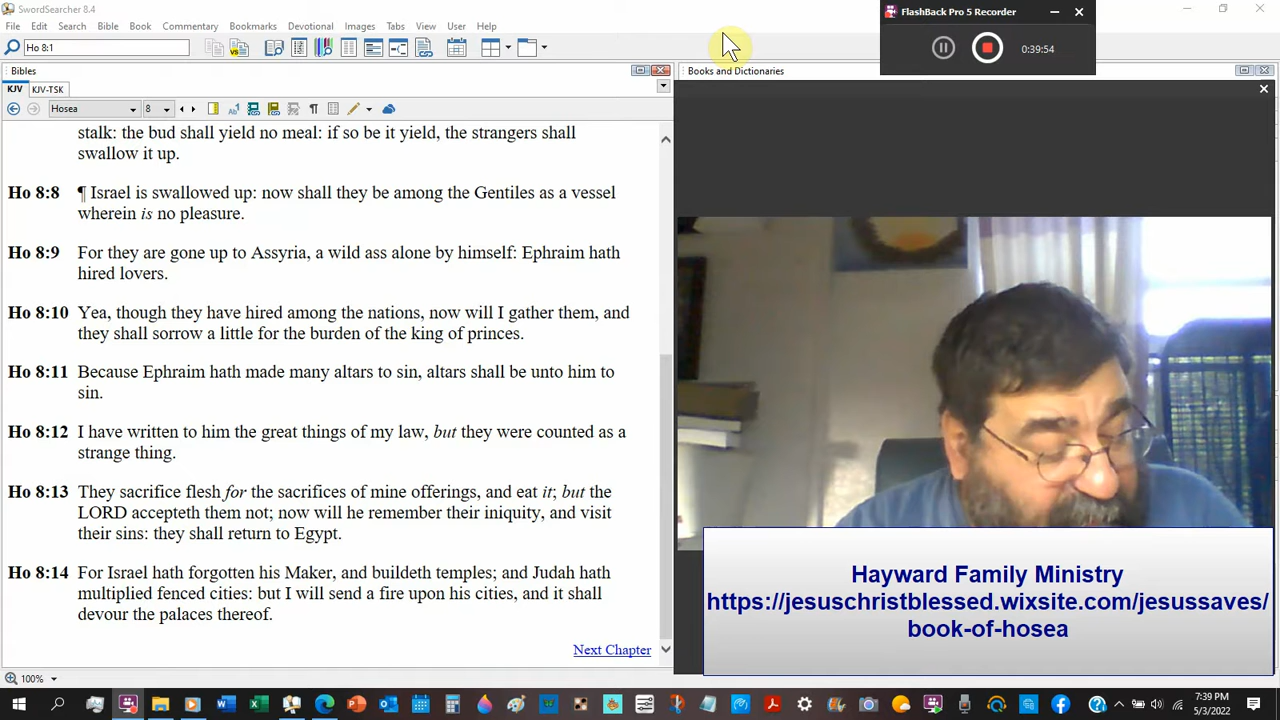 SwordSearcher 8.4
File Edit Search Bible Book Commentary Bookmarks Devotional Images Tabs View User Help
Ho 8:1
VS
FlashBack Pro 5 Recorder
0:39:54
Bibles
Books and Dictionaries
KJV KJV-TSK
Hosea 8
stalk: the bud shall yield no meal: if so be it yield, the strangers shall
swallow it up.
Ho 8:8 ¶ Israel is swallowed up: now shall they be among the Gentiles as a vessel
wherein is no pleasure.
Ho 8:9 For they are gone up to Assyria, a wild ass alone by himself: Ephraim hath
hired lovers.
Ho 8:10 Yea, though they have hired among the nations, now will I gather them, and
they shall sorrow a little for the burden of the king of princes.
Ho 8:11 Because Ephraim hath made many altars to sin, altars shall be unto him to
sin.
Ho 8:12 I have written to him the great things of my law, but they were counted as a
strange thing.
Ho 8:13 They sacrifice flesh for the sacrifices of mine offerings, and eat it; but the
LORD accepteth them not; now will he remember their iniquity, and visit
their sins: they shall return to Egypt.
Ho 8:14 For Israel hath forgotten his Maker, and buildeth temples; and Judah hath
multiplied fenced cities: but I will send a fire upon his cities, and it shall
devour the palaces thereof.
Next Chapter
100%
Hayward Family Ministry
https://jesuschristblessed.wixsite.com/jesussaves/
book-of-hosea
7:39 PM
5/3/2022